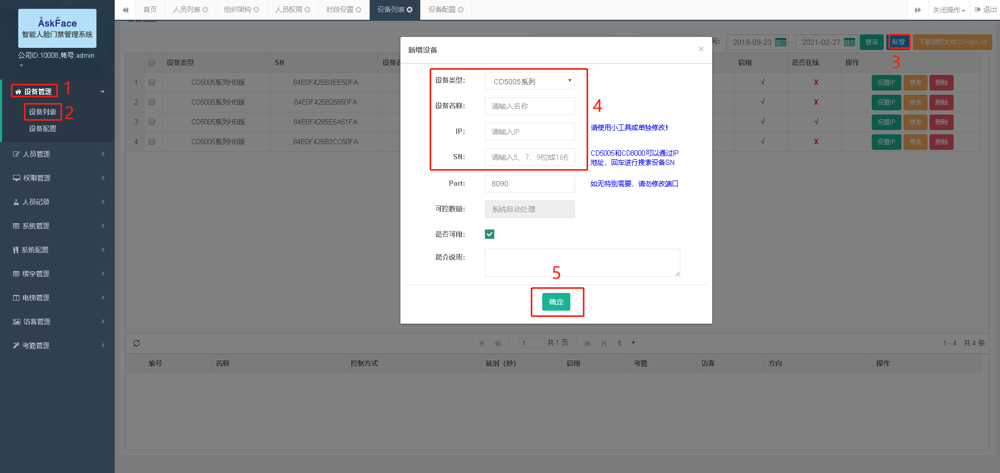 首页
人员列表
组织架构
人员权限
时段设置
设备列表
设备配置
关闭操作
退出
AskFace
智能人脸门禁管理系统
公司ID:10008,帐号:admin
设备管理 1
设备列表 2
设备配置
人员管理
权限管理
人员记录
系统管理
系统配置
楼宇管理
电梯管理
访客管理
考勤管理
间: 2018-09-23 - 2021-02-27 查询 新增 下载密钥文件CDKeyList
3
设备类型 SN 设备名 启用 是否在线 操作
1 CD5005系列HB版 84E0F425B3EE50FA √ X 设置IP 修改 删除
2 CD5005系列HB版 84E0F425B25850FA √ X 设置IP 修改 删除
3 CD5005系列HB版 84E0F4285E5A51FA √ √ 设置IP 修改 删除
4 CD5005系列HB版 84E0F425B3CC50FA √ X 设置IP 修改 删除
新增设备 ×
设备类型: CD5005系列
设备名称: 请输入名称 4
IP: 请输入IP 请使用小工具或单独修改!
SN: 请输入5、7、9位或16位 CD5005和CD8000可以通过IP
地址，回车进行搜索设备SN
Port: 8090 如无特别需要，请勿修改端口
可控数量: 系统自动处理
是否可用:
简介说明:
5
确定
1 共 1 页 5 1 - 4 共 4 条
编号 名称 控制方式 延时（秒） 启用 考勤 访客 方向 操作